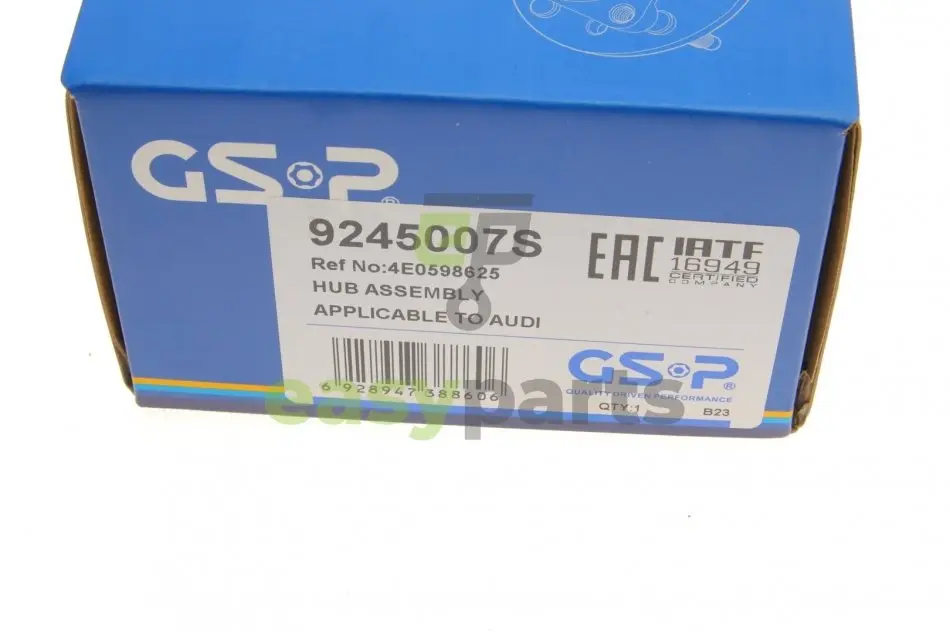 GSP®
9245007S
Ref No:4E0598625
HUB ASSEMBLY
APPLICABLE TO AUDI
EAC
IATF
16949
CERTIFIED
COMPANY
6 928947 388606
GSP®
QUALITY DRIVEN PERFORMANCE
QTY:1
B23
easyparts